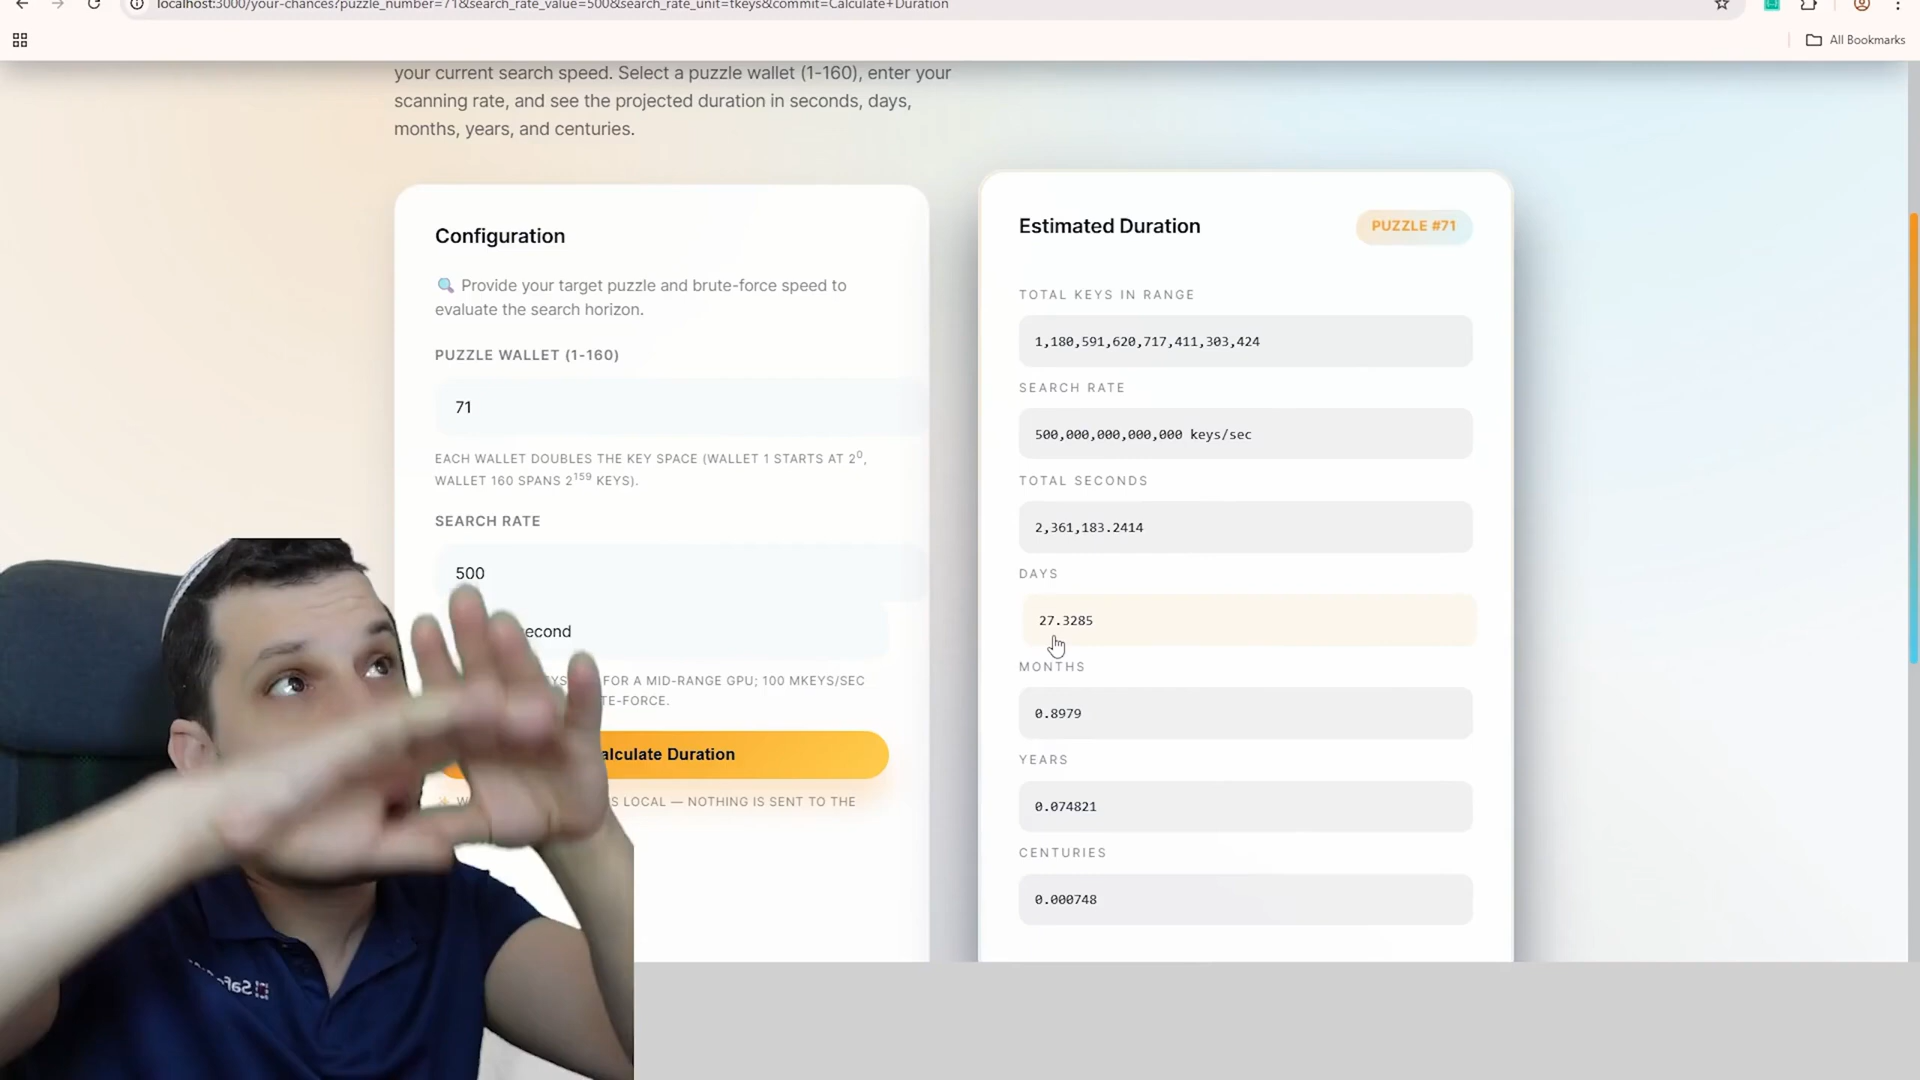 localhost:3000/your-chances?puzzle_number=71&search_rate_value=500&search_rate_unit=tkeys&commit=Calculate+Duration
All Bookmarks
your current search speed. Select a puzzle wallet (1-160), enter your
scanning rate, and see the projected duration in seconds, days,
months, years, and centuries.
Configuration
🔍 Provide your target puzzle and brute-force speed to
evaluate the search horizon.
PUZZLE WALLET (1-160)
71
EACH WALLET DOUBLES THE KEY SPACE (WALLET 1 STARTS AT 2⁰,
WALLET 160 SPANS 2¹⁵⁹ KEYS).
SEARCH RATE
500
FOR A MID-RANGE GPU; 100 MKEYS/SEC
Calculate Duration
LOCAL — NOTHING IS SENT TO THE
Estimated Duration
PUZZLE #71
TOTAL KEYS IN RANGE
1,180,591,620,717,411,303,424
SEARCH RATE
500,000,000,000,000 keys/sec
TOTAL SECONDS
2,361,183.2414
DAYS
27.3285
MONTHS
0.8979
YEARS
0.074821
CENTURIES
0.000748